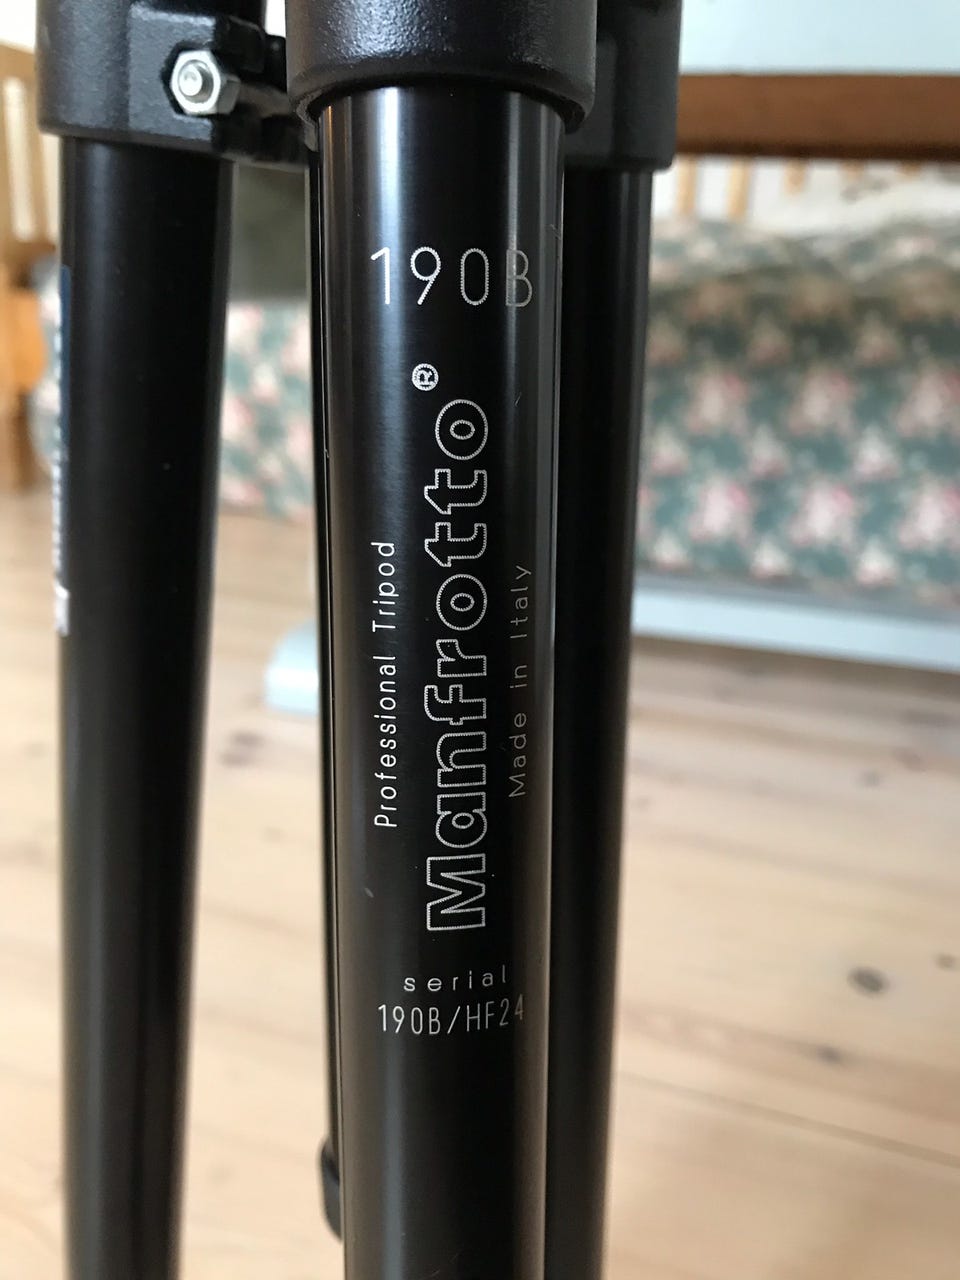 190B
Professional Tripod
Manfrotto®
Made in Italy
serial
190B/HF24